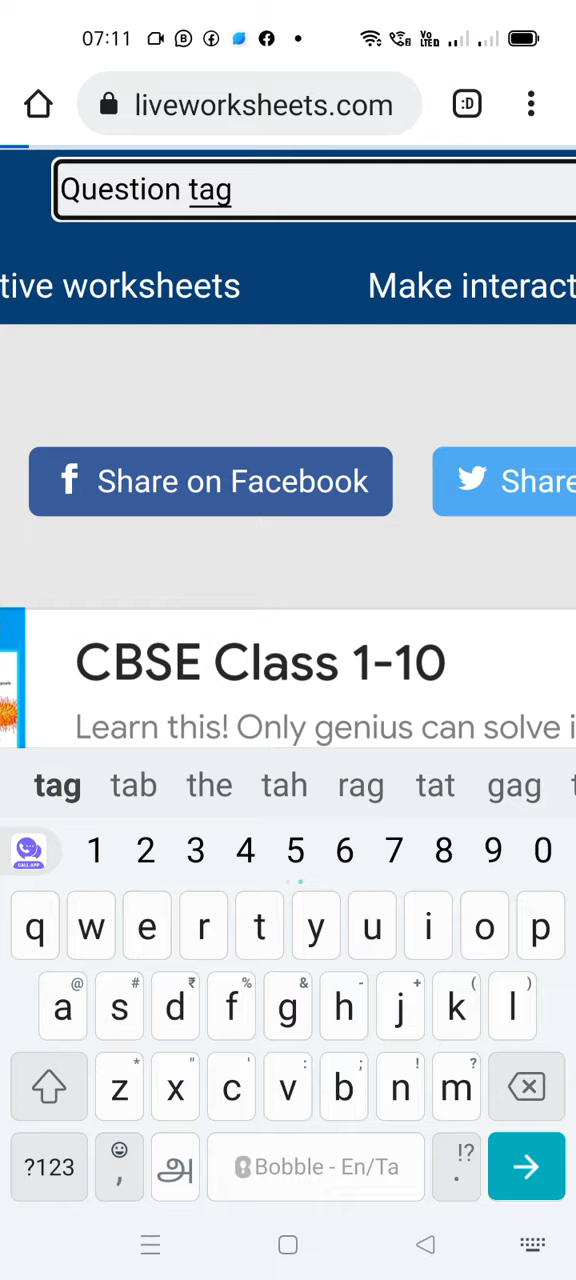 07:11
liveworksheets.com :D
Question tag
tive worksheets Make interact
f Share on Facebook Share
CBSE Class 1-10
Learn this! Only genius can solve i
tag tab the tah rag tat gag t
CALL APP 1 2 3 4 5 6 7 8 9 0
q w e r t y u i o p
@ # ₹ % & - + ( )
a s d f g h j k l
* " ' : ; ! ?
z x c v b n m
?123 , அ Bobble - En/Ta !? .